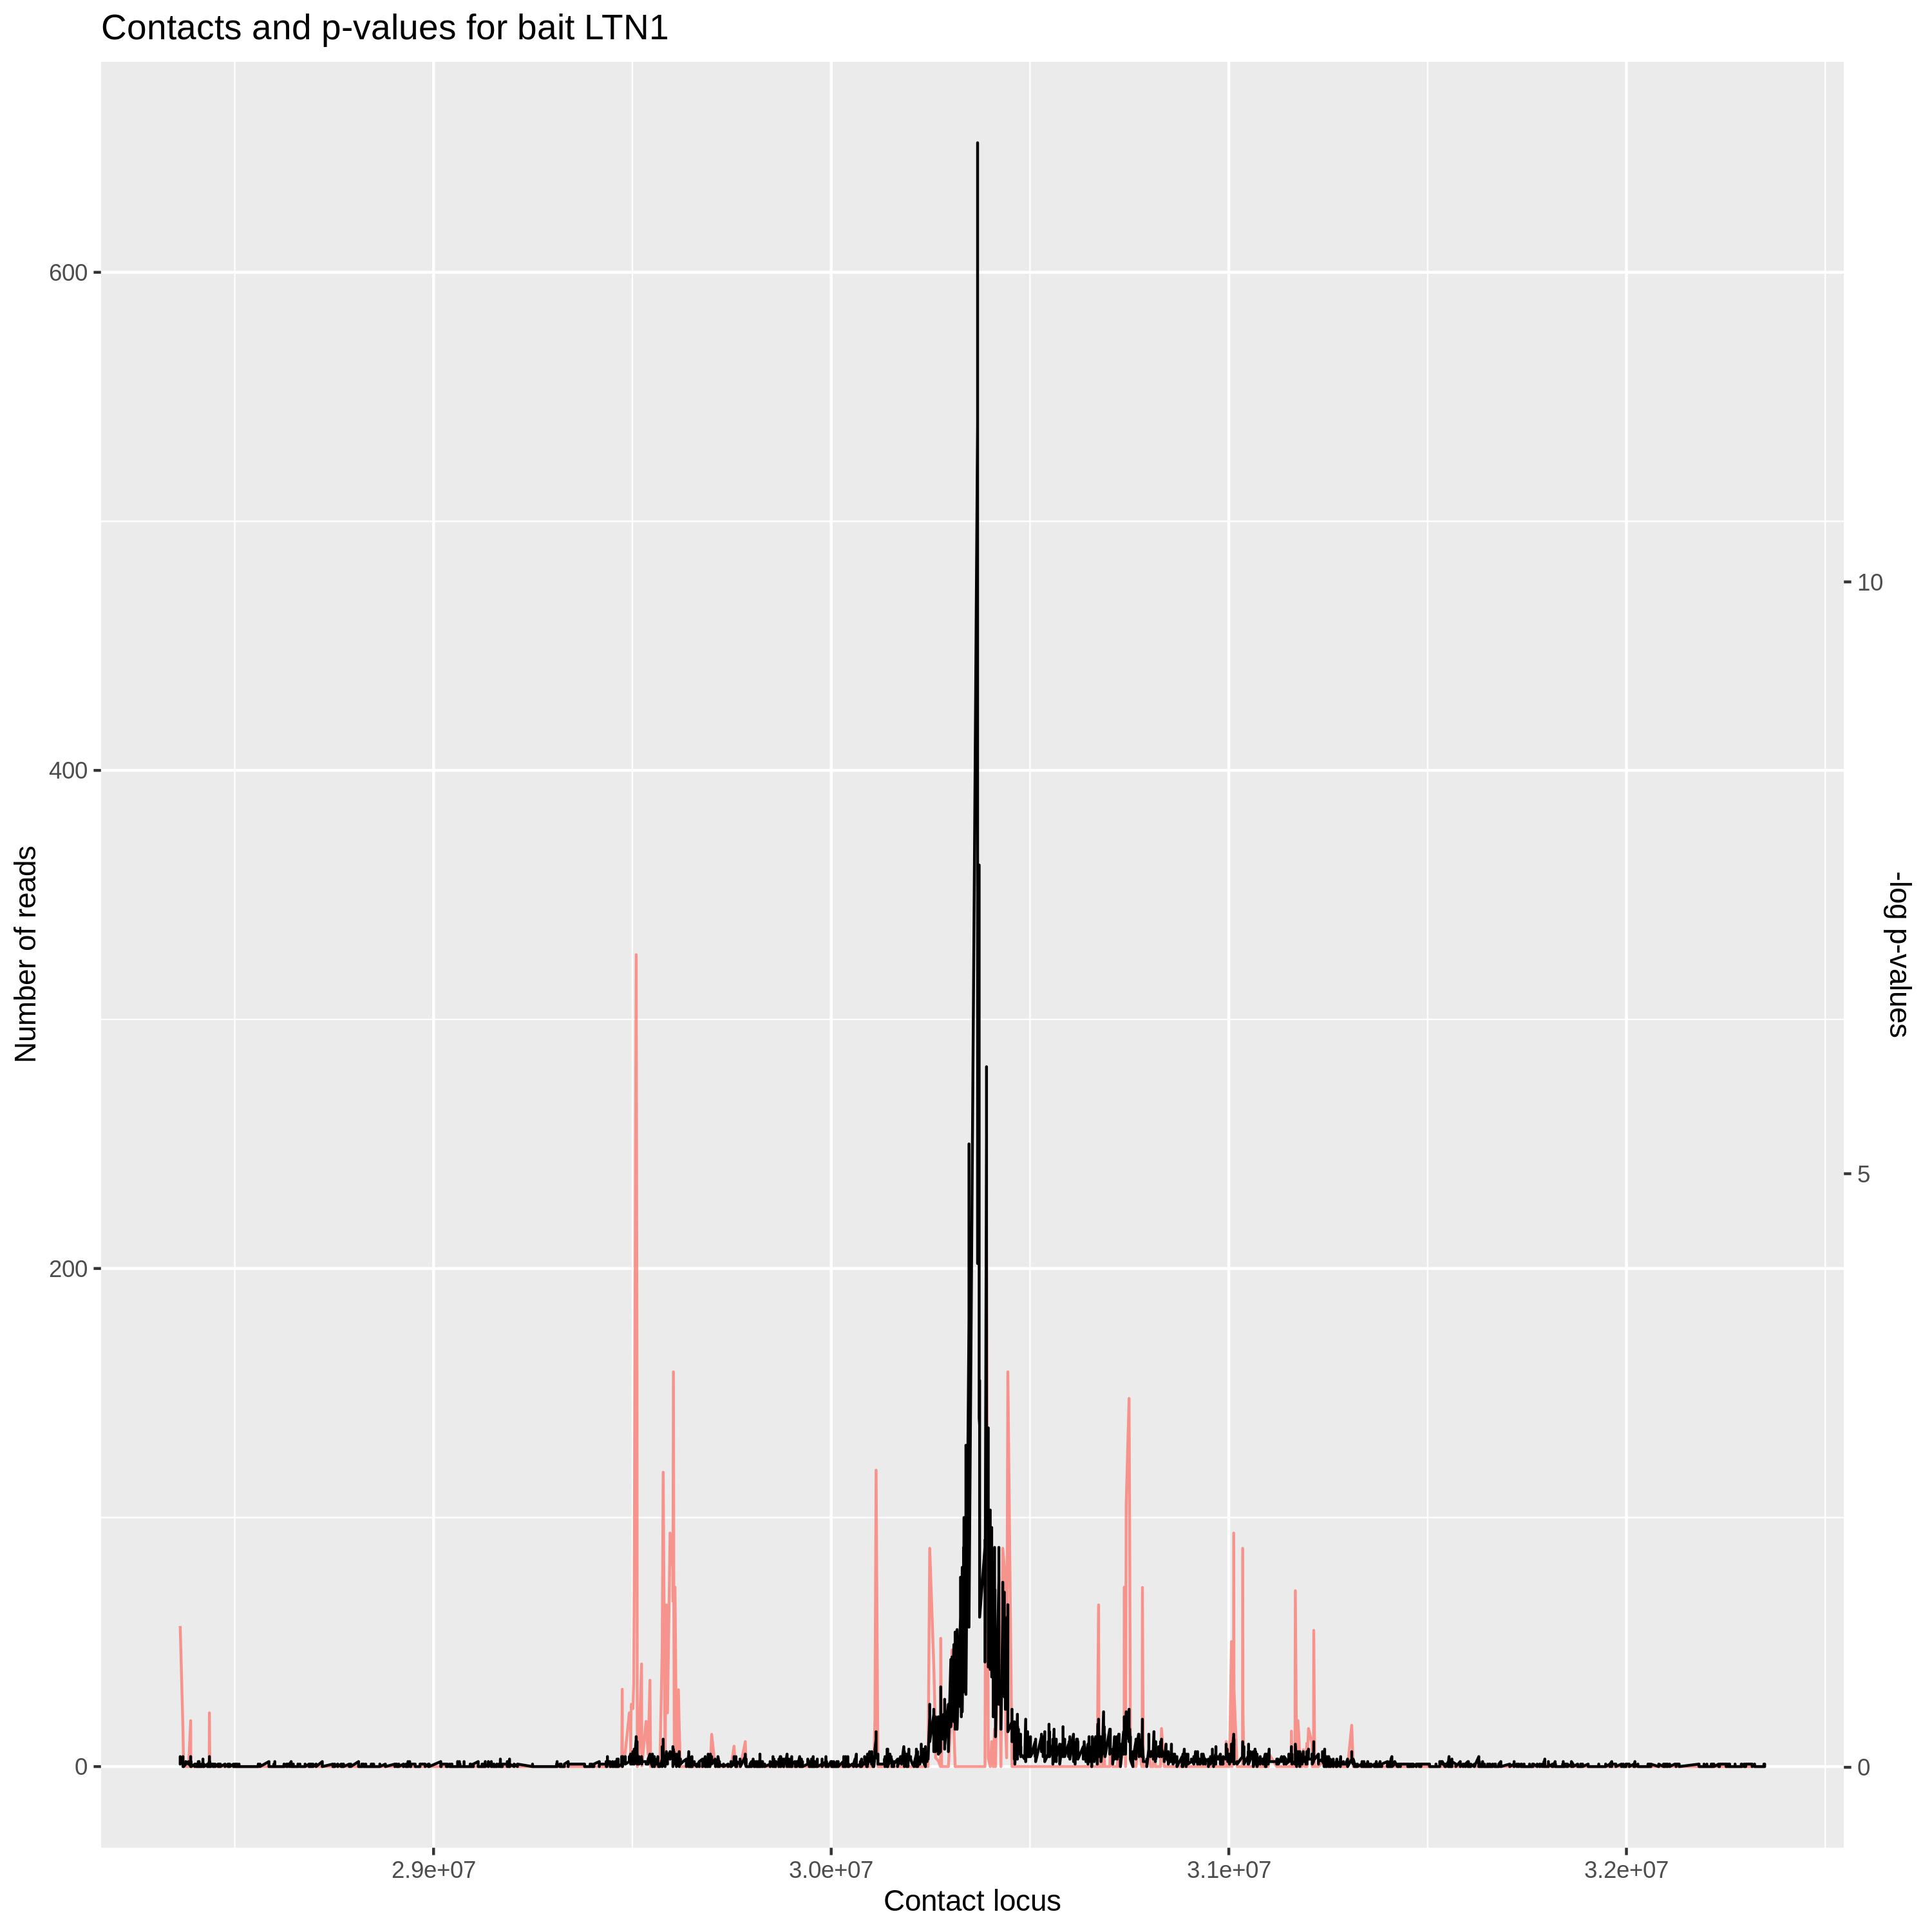 Contacts and p-values for bait LTN1
600
400
200
0
Number of reads
10
5
0
-log p-values
2.9e+07
3.0e+07
3.1e+07
3.2e+07
Contact locus